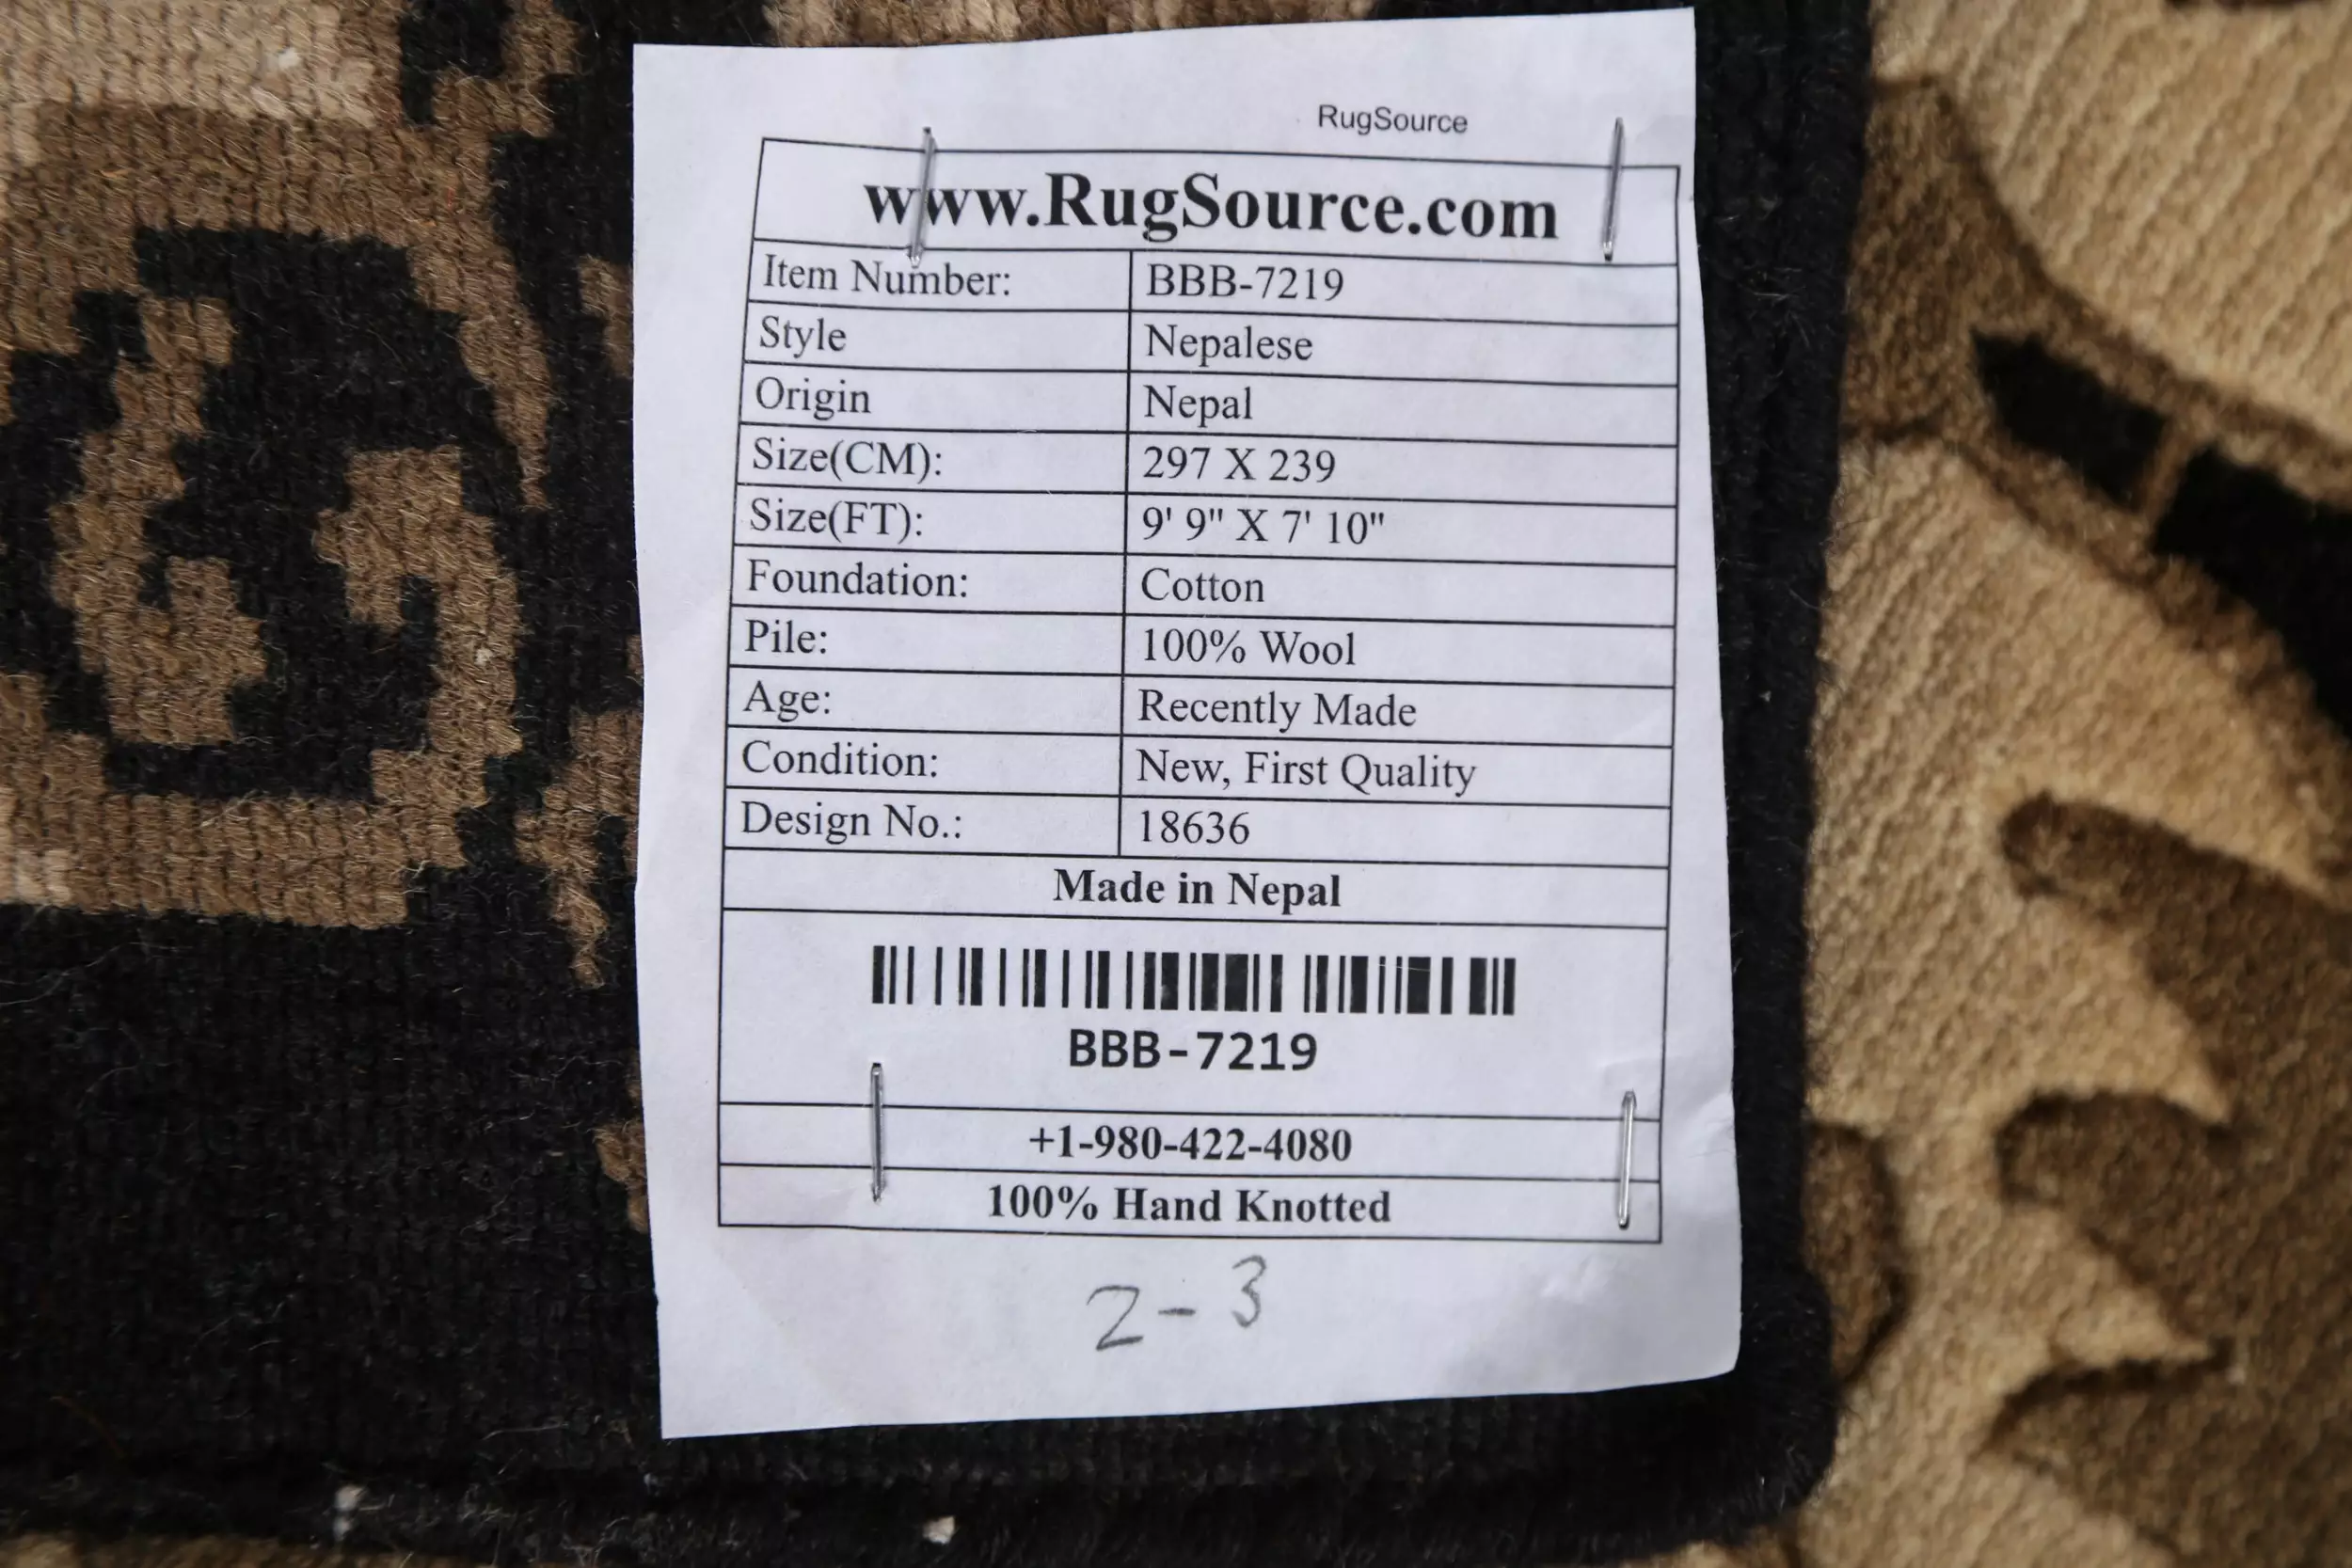 RugSource
www.RugSource.com
Item Number: BBB-7219
Style Nepalese
Origin Nepal
Size(CM): 297 X 239
Size(FT): 9' 9" X 7' 10"
Foundation: Cotton
Pile: 100% Wool
Age: Recently Made
Condition: New, First Quality
Design No.: 18636
Made in Nepal
BBB-7219
+1-980-422-4080
100% Hand Knotted
2-3